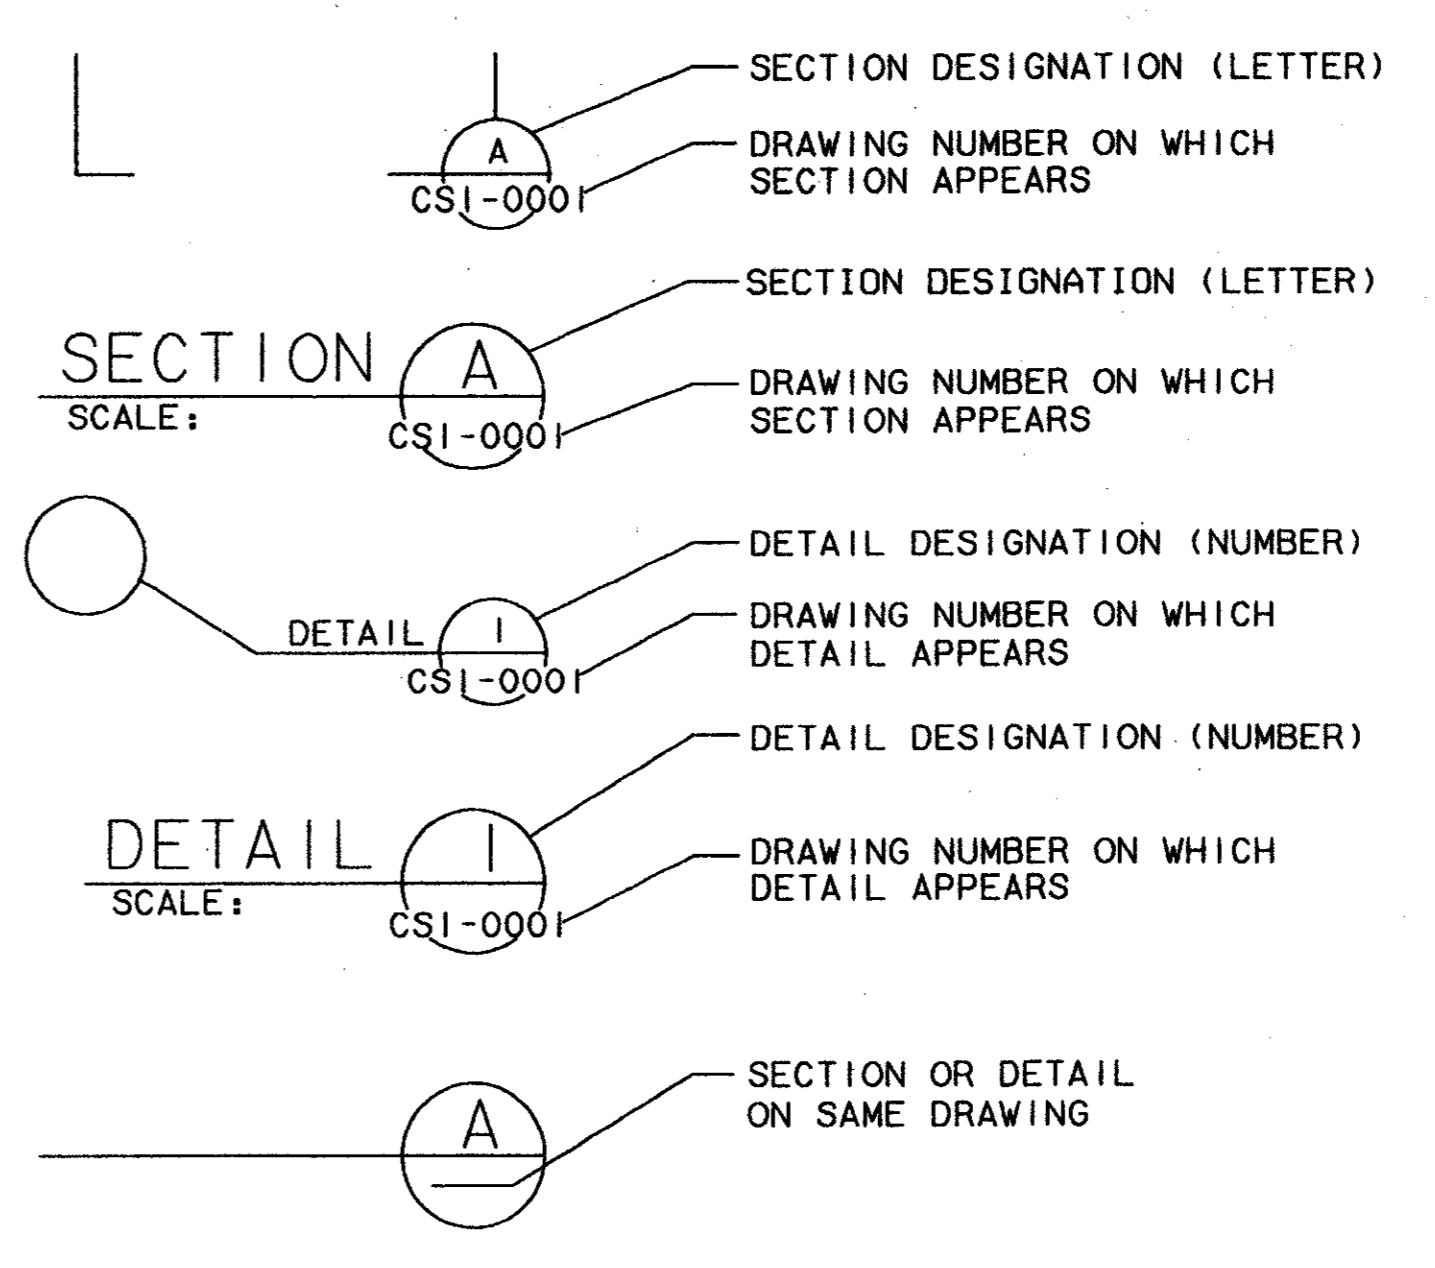 SECTION DESIGNATION (LETTER)
A
DRAWING NUMBER ON WHICH
SECTION APPEARS
CS1-0001
SECTION DESIGNATION (LETTER)
SECTION A
SCALE:
DRAWING NUMBER ON WHICH
SECTION APPEARS
CS1-0001
DETAIL DESIGNATION (NUMBER)
DETAIL 1
DRAWING NUMBER ON WHICH
DETAIL APPEARS
CS1-0001
DETAIL DESIGNATION (NUMBER)
DETAIL 1
SCALE:
DRAWING NUMBER ON WHICH
DETAIL APPEARS
CS1-0001
SECTION OR DETAIL
ON SAME DRAWING
A